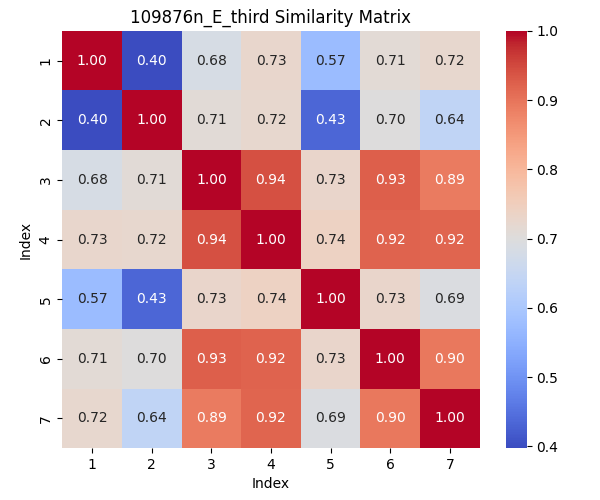 109876n_E_third Similarity Matrix
1 1.00 0.40 0.68 0.73 0.57 0.71 0.72
2 0.40 1.00 0.71 0.72 0.43 0.70 0.64
3 0.68 0.71 1.00 0.94 0.73 0.93 0.89
4 0.73 0.72 0.94 1.00 0.74 0.92 0.92
5 0.57 0.43 0.73 0.74 1.00 0.73 0.69
6 0.71 0.70 0.93 0.92 0.73 1.00 0.90
7 0.72 0.64 0.89 0.92 0.69 0.90 1.00
1 2 3 4 5 6 7
Index
Index
1.0
0.9
0.8
0.7
0.6
0.5
0.4